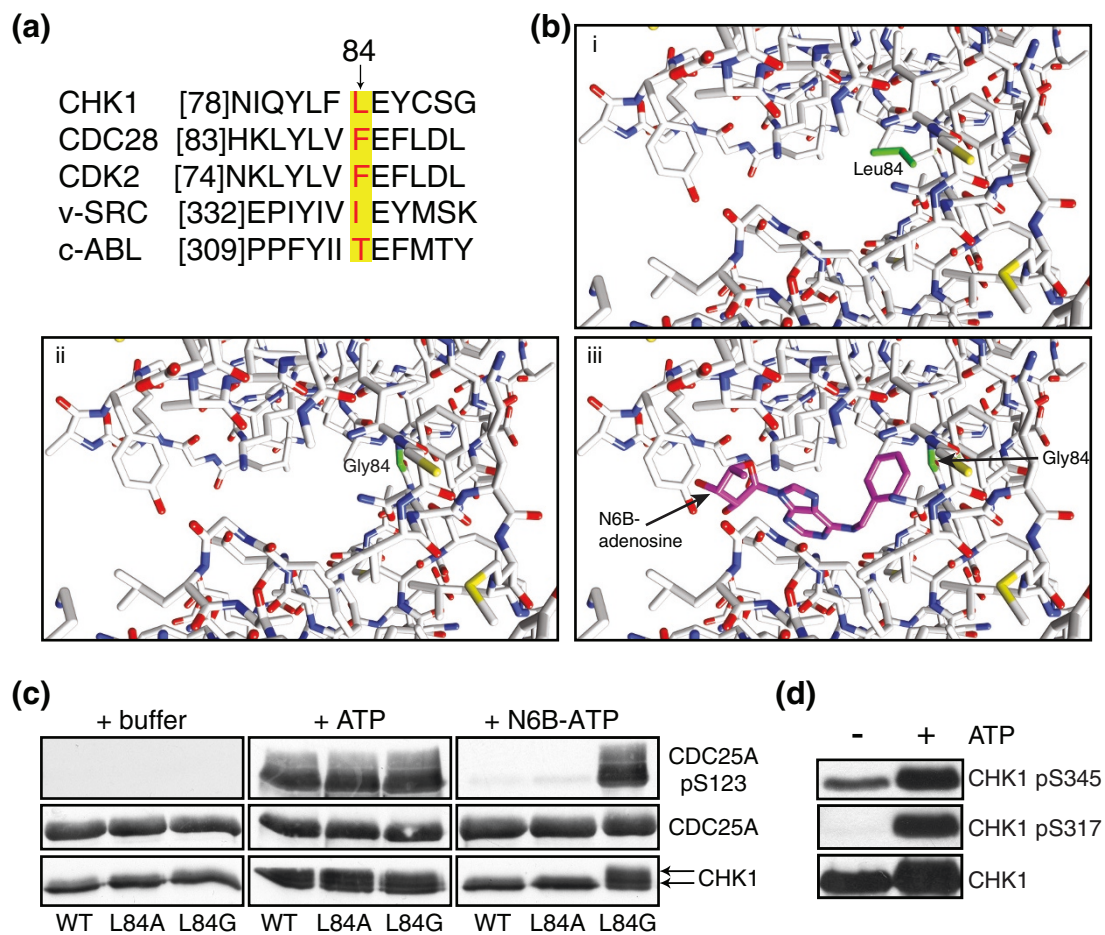 (a)
84
CHK1 [78]NIQYLF L EYCSG
CDC28 [83]HKLYLV F EFLDL
CDK2 [74]NKLYLV F EFLDL
v-SRC [332]EPIYIV I EYMSK
c-ABL [309]PPFYII T EFMTY
(b)
i
Leu84
ii
Gly84
iii
Gly84
N6B-
adenosine
(c)
+ buffer + ATP + N6B-ATP
CDC25A
pS123
CDC25A
CHK1
WT L84A L84G WT L84A L84G WT L84A L84G
(d)
- + ATP
CHK1 pS345
CHK1 pS317
CHK1